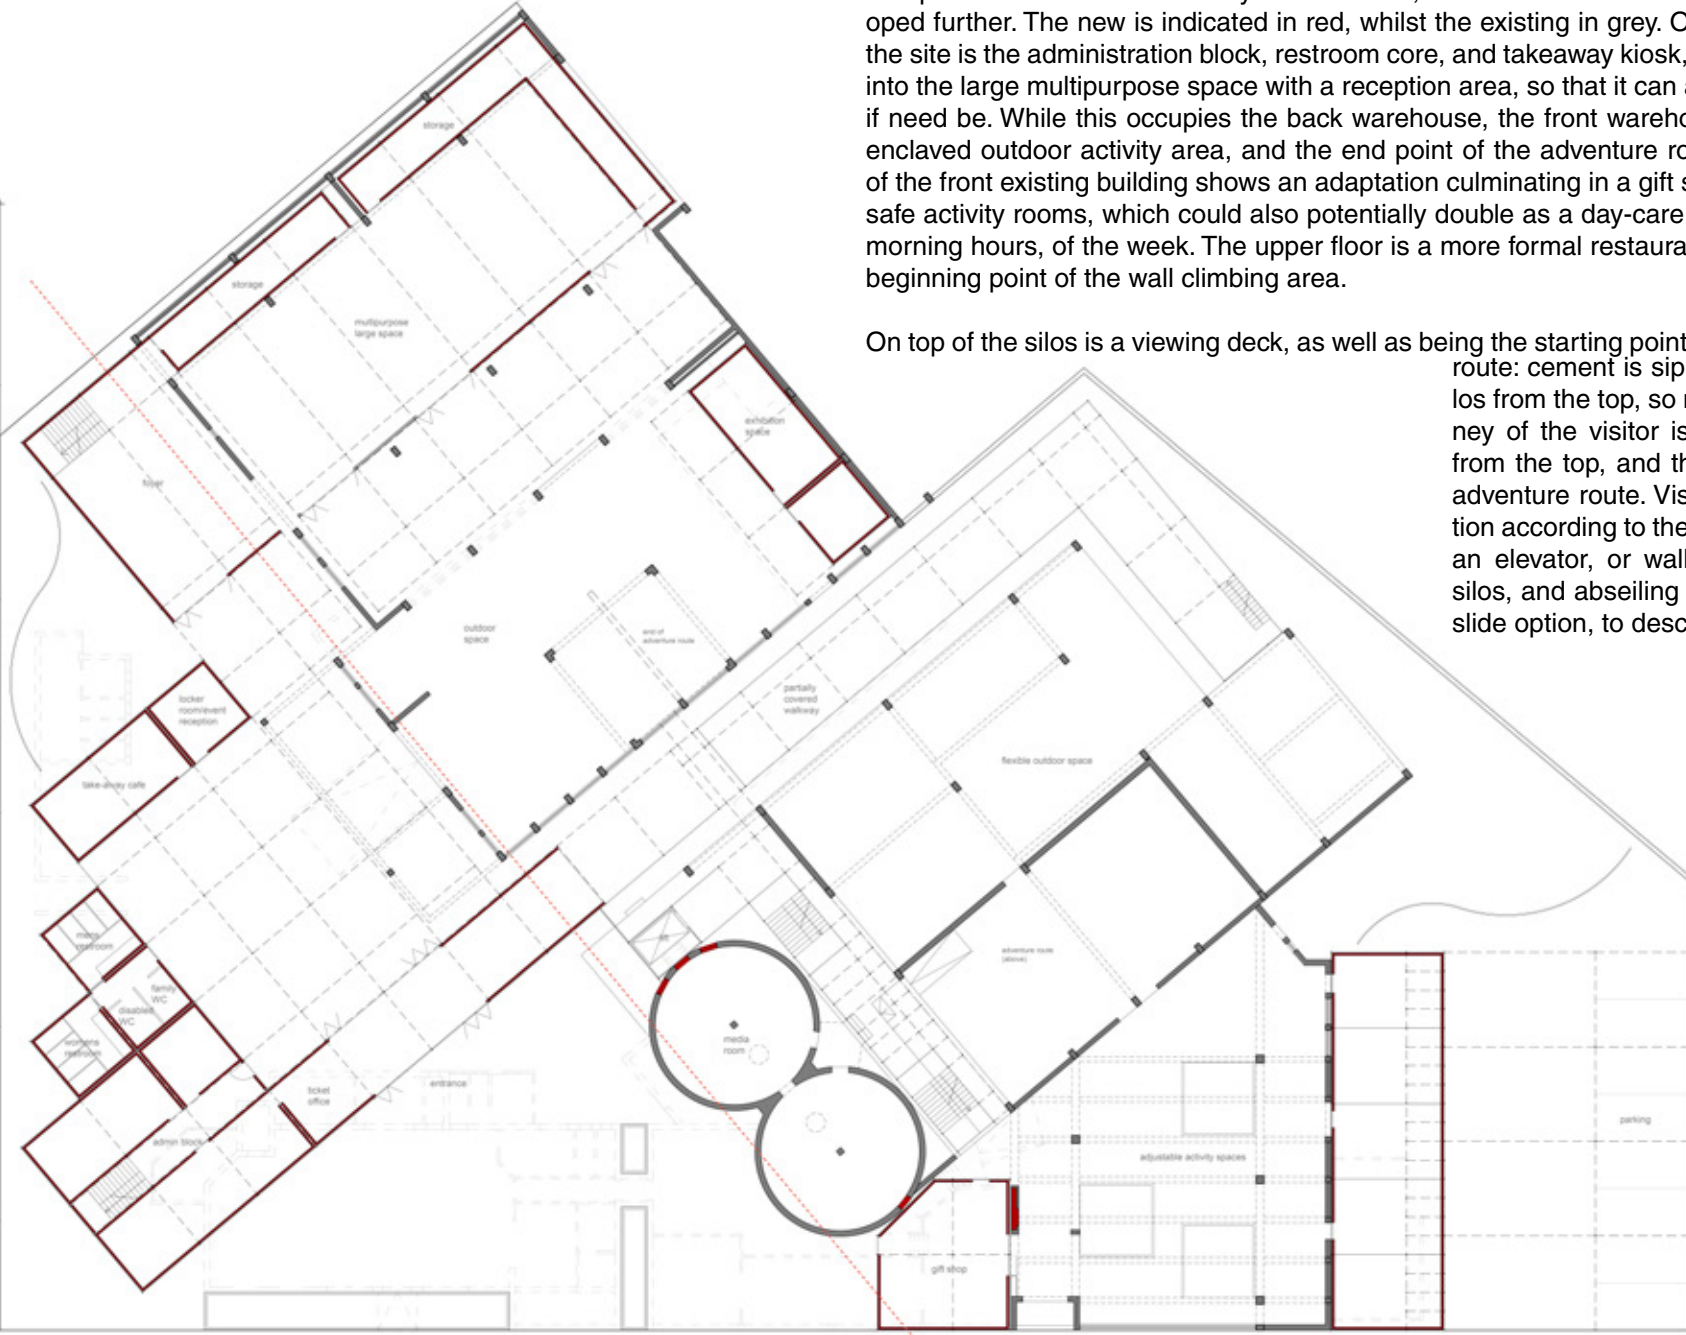 oped further. The new is indicated in red, whilst the existing in grey.
the site is the administration block, restroom core, and takeaway kiosk,
into the large multipurpose space with a reception area, so that it can
if need be. While this occupies the back warehouse, the front
enclaved outdoor activity area, and the end point of the adventure
of the front existing building shows an adaptation culminating in a gift
safe activity rooms, which could also potentially double as a day-care
morning hours, of the week. The upper floor is a more formal
beginning point of the wall climbing area.
On top of the silos is a viewing deck, as well as being the starting point
route: cement is
los from the top, so
ney of the visitor is
from the top, and
adventure route.
tion according to the
an elevator, or
silos, and abseiling
slide option, to
storage
storage
multipurpose
large space
exhibition
space
foyer
outdoor
space
end of
adventure route
locker
room/event
reception
partially
covered
walkway
flexible outdoor space
take-away cafe
mens
restroom
adventure route
(above)
family
WC
disabled
WC
womens
restroom
media
room
entrance
ticket
office
parking
admin block
adjustable activity spaces
gift shop